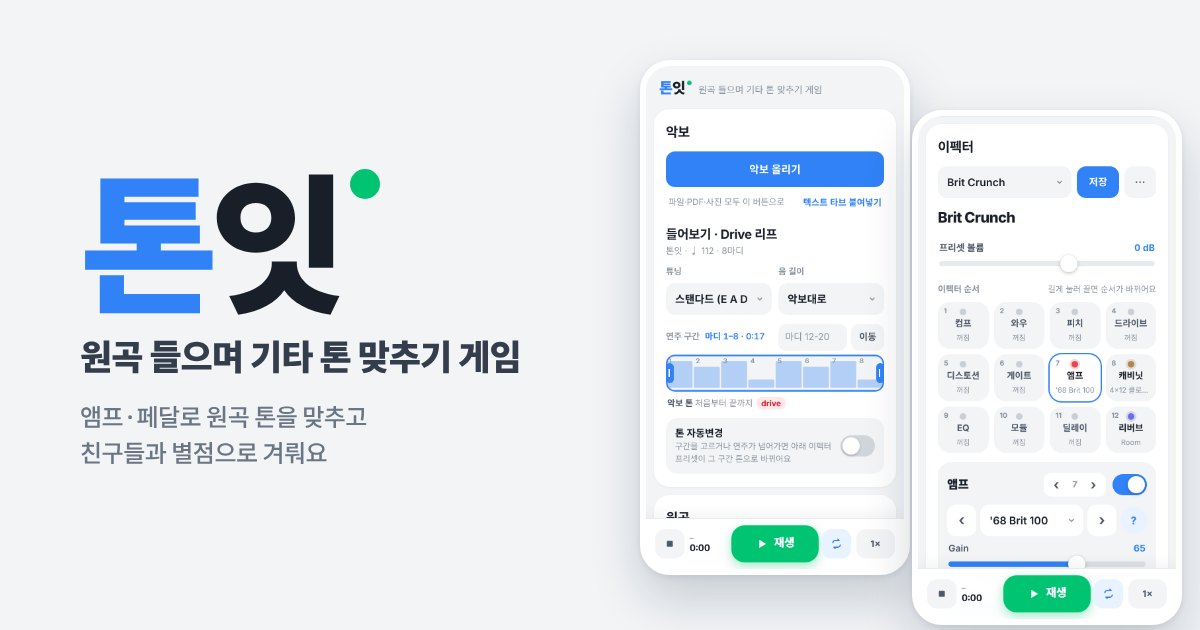 톤잇
원곡 들으며 기타 톤 맞추기 게임
앰프·페달로 원곡 톤을 맞추고
친구들과 별점으로 겨뤄요
톤잇 원곡 들으며 기타 톤 맞추기 게임
악보
악보 올리기
파일·PDF·사진 모두 이 버튼으로 텍스트 타브 붙여넣기
들어보기 · Drive 리프
톤잇 · ♩ 112 · 8마디
튜닝 음 길이
스탠다드 (E A D 악보대로
연주 구간 마디 1–8 · 0:17 마디 12-20 이동
2 3 4 5 6 7 8
악보 톤 처음부터 끝까지 drive
톤 자동변경
구간을 고르거나 연주가 넘어가면 아래 이펙터
프리셋이 그 구간 톤으로 바뀌어요
0:00 재생 1×
이펙터
Brit Crunch 저장 ···
Brit Crunch
프리셋 볼륨 0 dB
이펙터 순서 길게 눌러 끌면 순서가 바뀌어요
1 2 3 4
컴프 와우 피치 드라이브
꺼짐 꺼짐 꺼짐 꺼짐
5 6 7 8
디스토션 게이트 앰프 캐비닛
꺼짐 꺼짐 '68 Brit 100 4×12 클로…
9 10 11 12
EQ 모듈 딜레이 리버브
꺼짐 꺼짐 꺼짐 Room
앰프 7
'68 Brit 100 ?
Gain 65
0:00 재생 1×